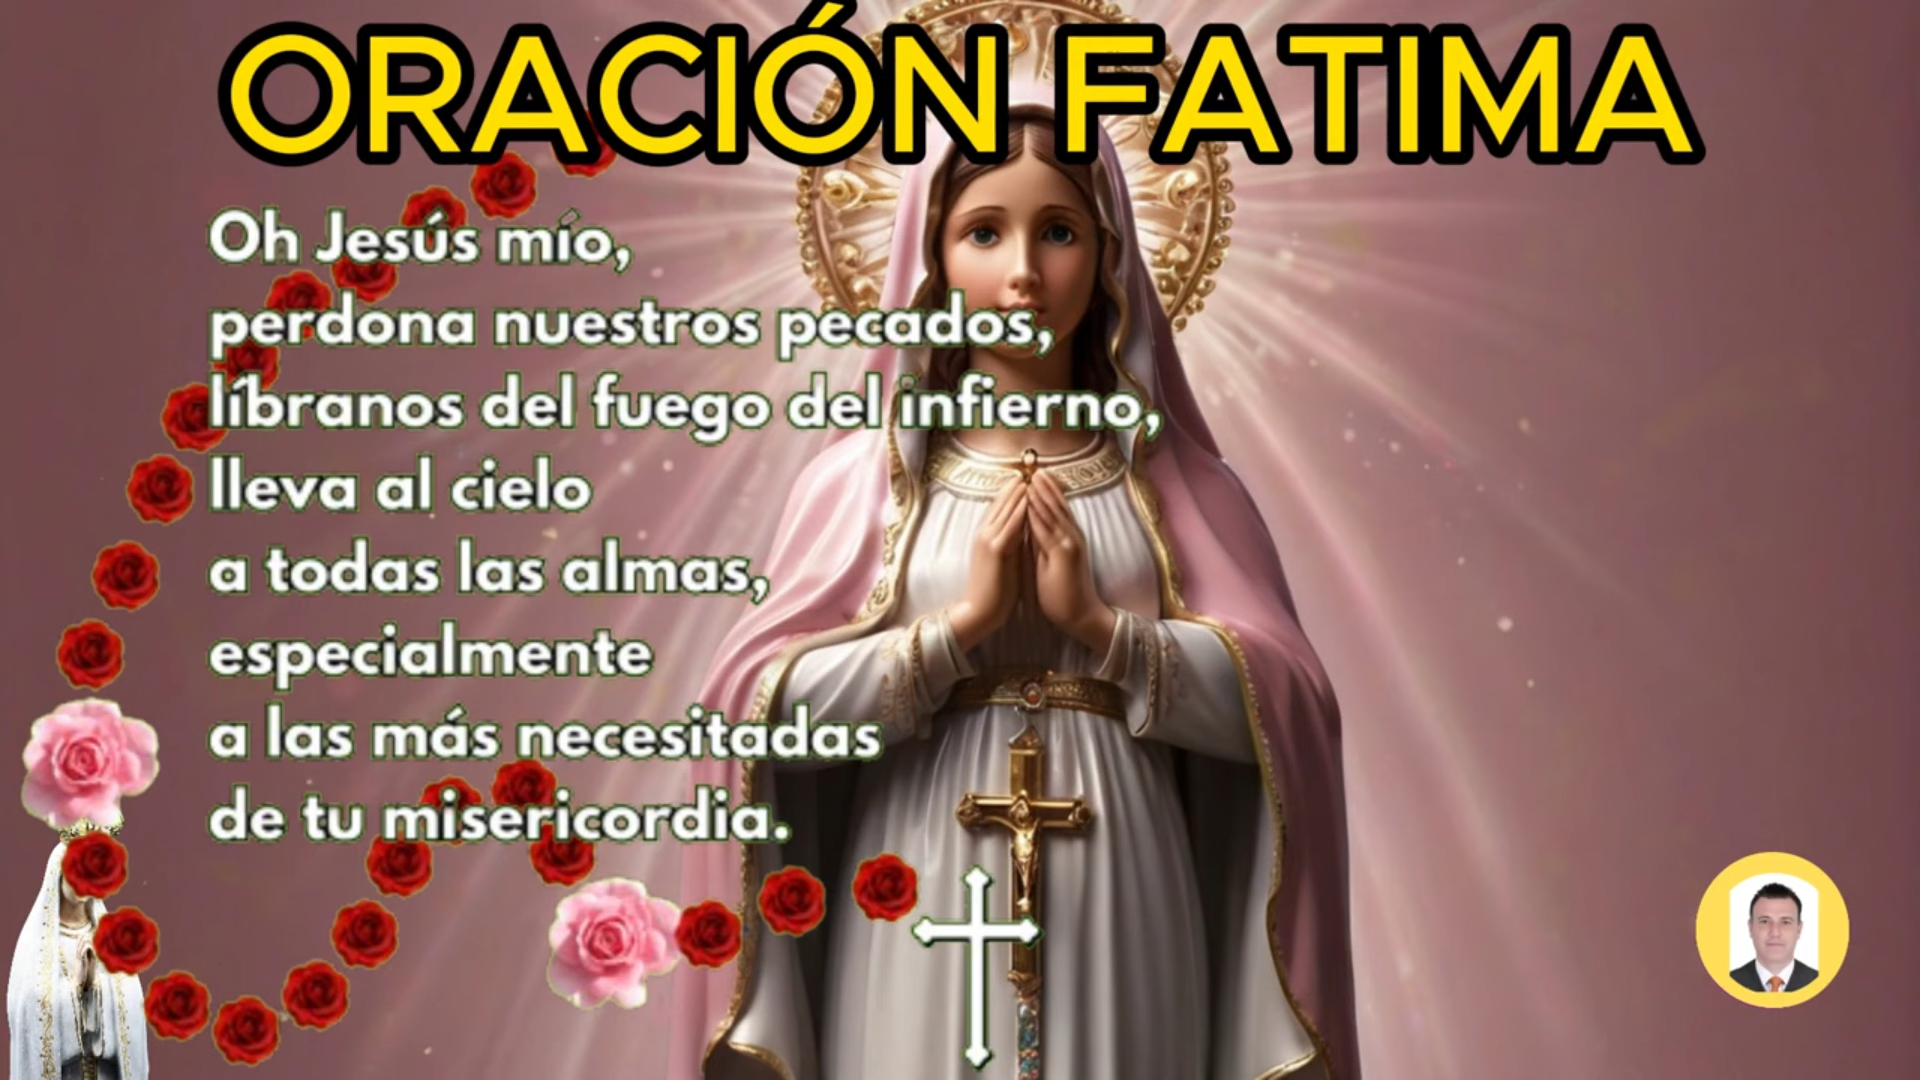 ORACIÓN FATIMA
Oh Jesús mío,
perdona nuestros pecados,
líbranos del fuego del infierno,
lleva al cielo
a todas las almas,
especialmente
a las más necesitadas
de tu misericordia.